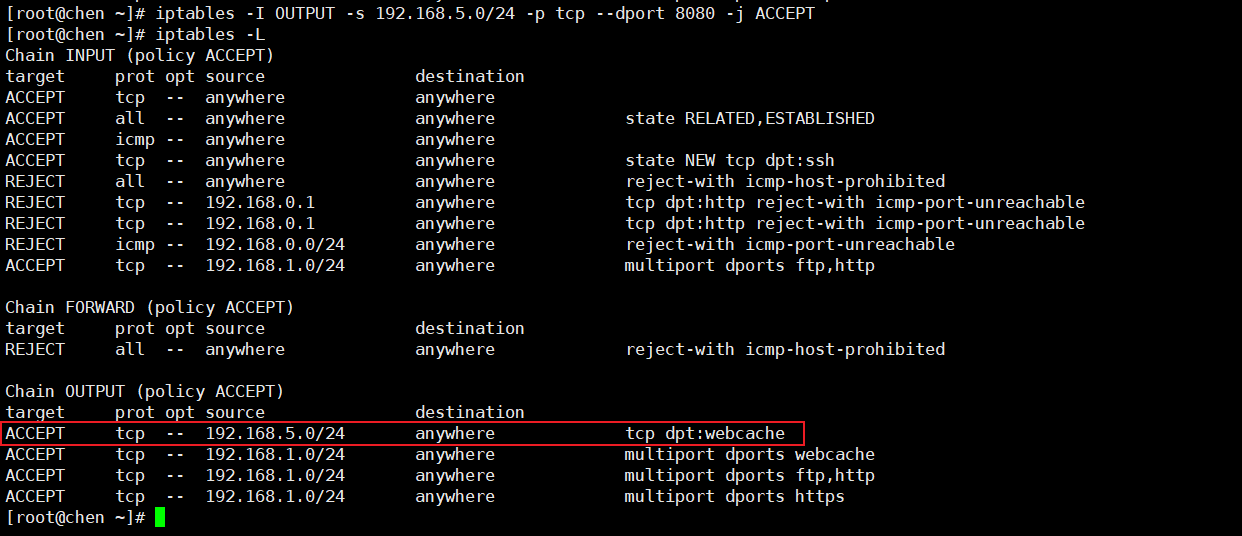 [root@chen ~]# iptables -I OUTPUT -s 192.168.5.0/24 -p tcp --dport 8080 -j ACCEPT
[root@chen ~]# iptables -L
Chain INPUT (policy ACCEPT)
target     prot opt source               destination
ACCEPT     tcp  --  anywhere             anywhere
ACCEPT     all  --  anywhere             anywhere             state RELATED,ESTABLISHED
ACCEPT     icmp --  anywhere             anywhere
ACCEPT     tcp  --  anywhere             anywhere             state NEW tcp dpt:ssh
REJECT     all  --  anywhere             anywhere             reject-with icmp-host-prohibited
REJECT     tcp  --  192.168.0.1          anywhere             tcp dpt:http reject-with icmp-port-unreachable
REJECT     tcp  --  192.168.0.1          anywhere             tcp dpt:http reject-with icmp-port-unreachable
REJECT     icmp --  192.168.0.0/24       anywhere             reject-with icmp-port-unreachable
ACCEPT     tcp  --  192.168.1.0/24       anywhere             multiport dports ftp,http

Chain FORWARD (policy ACCEPT)
target     prot opt source               destination
REJECT     all  --  anywhere             anywhere             reject-with icmp-host-prohibited

Chain OUTPUT (policy ACCEPT)
target     prot opt source               destination
ACCEPT     tcp  --  192.168.5.0/24       anywhere             tcp dpt:webcache
ACCEPT     tcp  --  192.168.1.0/24       anywhere             multiport dports webcache
ACCEPT     tcp  --  192.168.1.0/24       anywhere             multiport dports ftp,http
ACCEPT     tcp  --  192.168.1.0/24       anywhere             multiport dports https
[root@chen ~]#